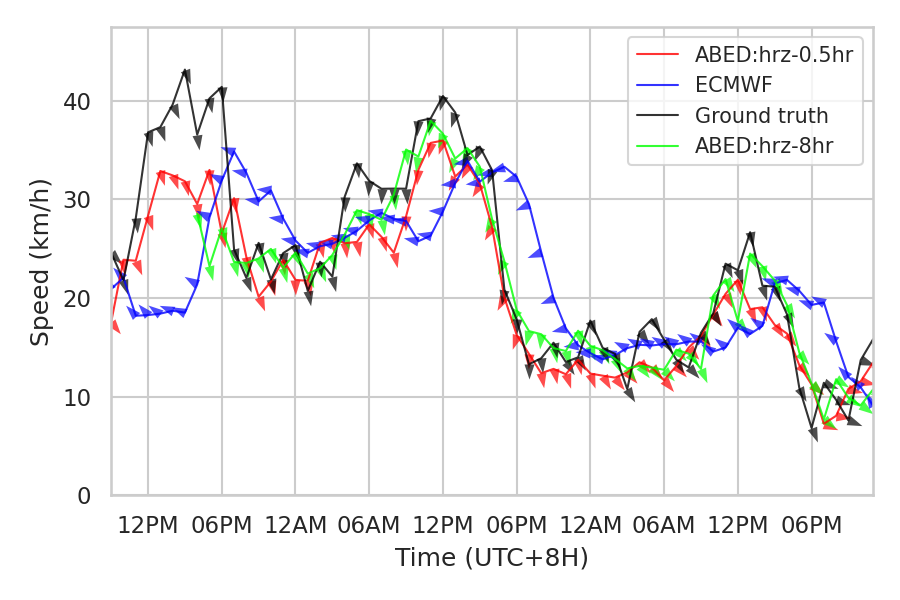 ABED:hrz-0.5hr
ECMWF
Ground truth
ABED:hrz-8hr
Speed (km/h)
40
30
20
10
0
12PM 06PM 12AM 06AM 12PM 06PM 12AM 06AM 12PM 06PM
Time (UTC+8H)